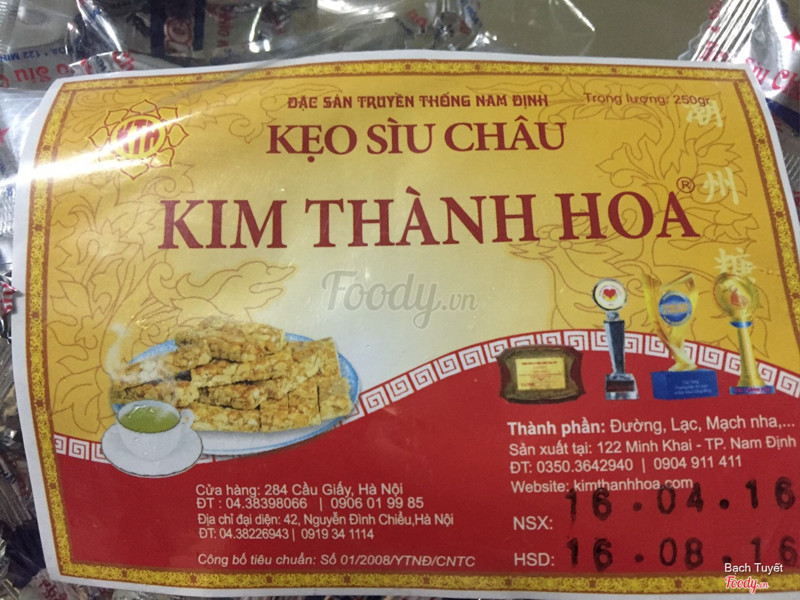 KTH
ĐẶC SẢN TRUYỀN THỐNG NAM ĐỊNH
Trọng lượng: 250gr
KẸO SÌU CHÂU
KIM THÀNH HOA®
州
糖
Foody.vn
Thành phần: Đường, Lạc, Mạch nha,...
Sản xuất tại: 122 Minh Khai - TP. Nam Định
ĐT: 0350.3642940 | 0904 911 411
Website: kimthanhhoa.com
NSX: 16.04.16
HSD: 16.08.16
Cửa hàng: 284 Cầu Giấy, Hà Nội
ĐT : 04.38398066 | 0906 01 99 85
Địa chỉ đại diện: 42, Nguyễn Đình Chiểu,Hà Nội
ĐT: 04.38226943 | 0919 34 1114
Công bố tiêu chuẩn: Số 01/2008/YTNĐ/CNTC
Bạch Tuyết
Foody.vn